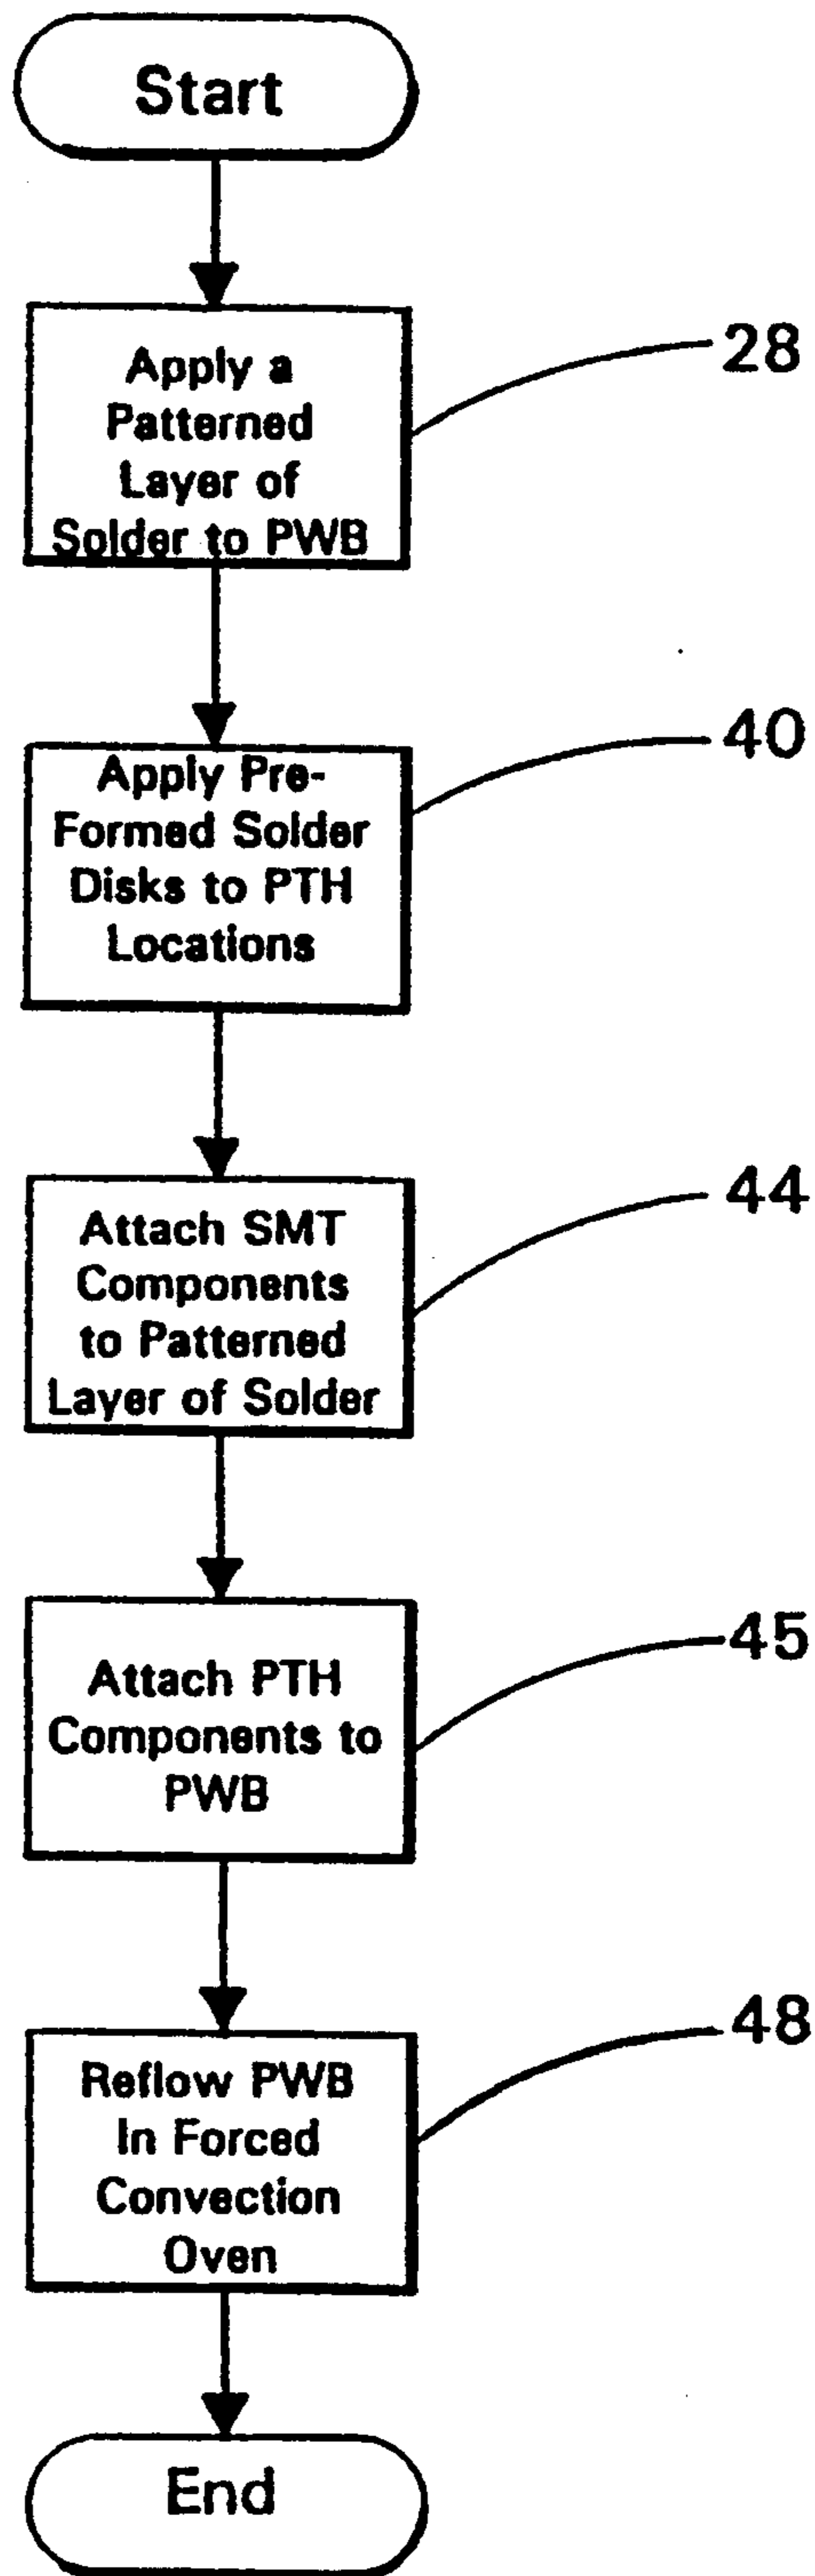 Start
Apply a
Patterned
Layer of
Solder to PWB
28
Apply Pre-
Formed Solder
Disks to PTH
Locations
40
Attach SMT
Components
to Patterned
Layer of Solder
44
Attach PTH
Components to
PWB
45
Reflow PWB
In Forced
Convection
Oven
48
End